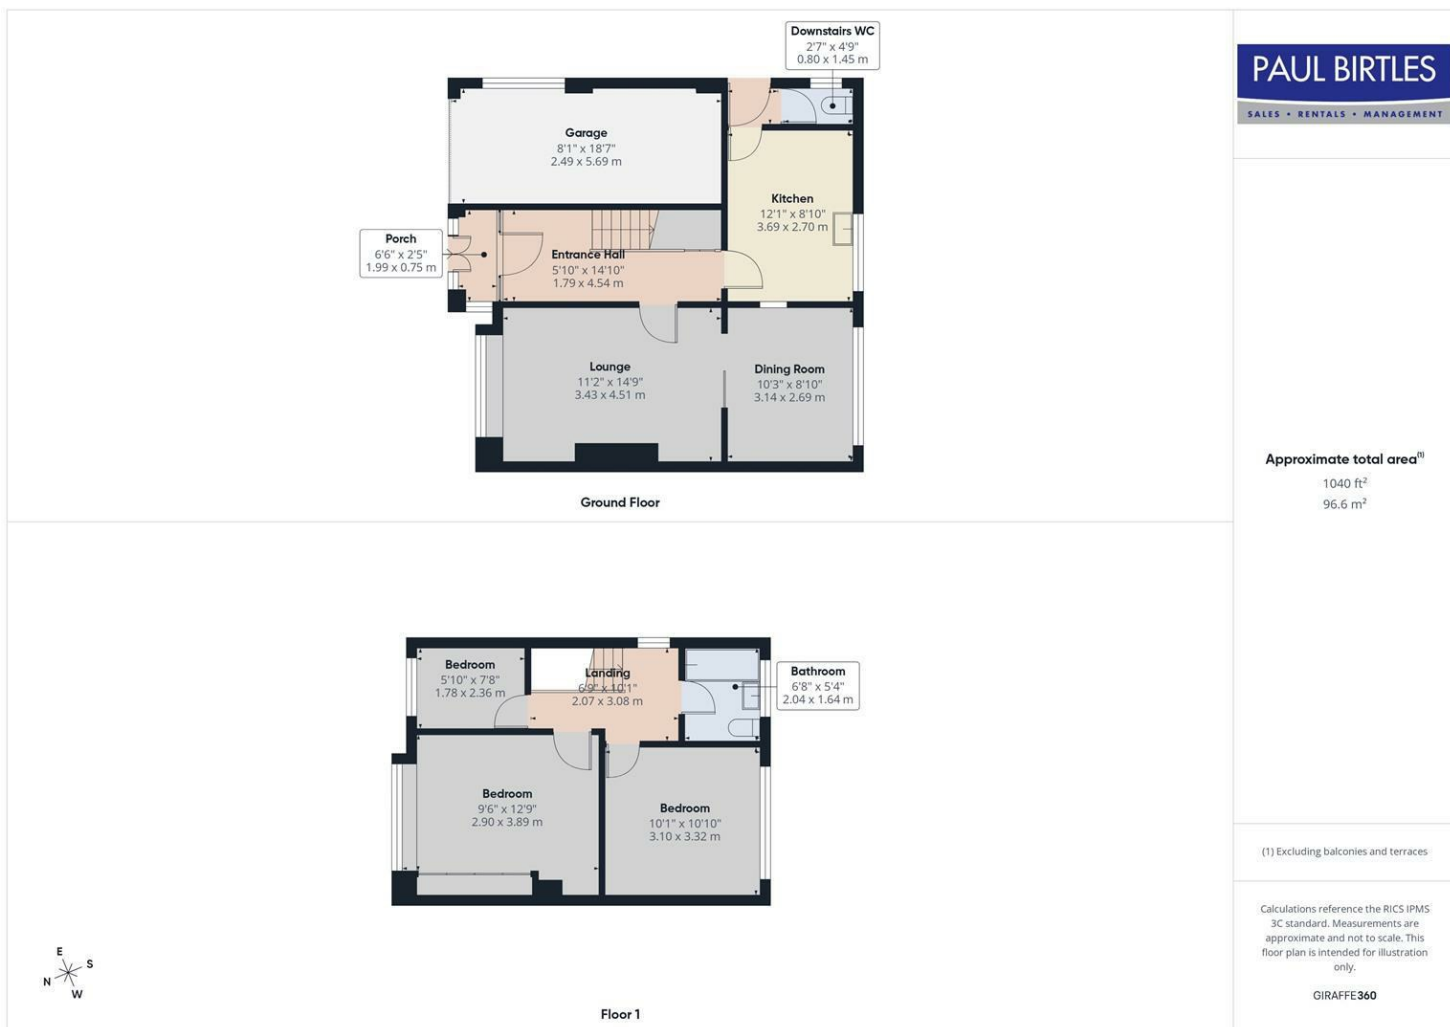 Downstairs WC
2'7" x 4'9"
0.80 x 1.45 m
Garage
8'1" x 18'7"
2.49 x 5.69 m
Kitchen
12'1" x 8'10"
3.69 x 2.70 m
Porch
6'6" x 2'5"
1.99 x 0.75 m
Entrance Hall
5'10" x 14'10"
1.79 x 4.54 m
Lounge
11'2" x 14'9"
3.43 x 4.51 m
Dining Room
10'3" x 8'10"
3.14 x 2.69 m
Ground Floor
Bedroom
5'10" x 7'8"
1.78 x 2.36 m
Landing
6'9" x 10'1"
2.07 x 3.08 m
Bathroom
6'8" x 5'4"
2.04 x 1.64 m
Bedroom
9'6" x 12'9"
2.90 x 3.89 m
Bedroom
10'1" x 10'10"
3.10 x 3.32 m
E
S
N
W
Floor 1
PAUL BIRTLES
SALES • RENTALS • MANAGEMENT
Approximate total area(1)
1040 ft²
96.6 m²
(1) Excluding balconies and terraces
Calculations reference the RICS IPMS
3C standard. Measurements are
approximate and not to scale. This
floor plan is intended for illustration
only.
GIRAFFE360